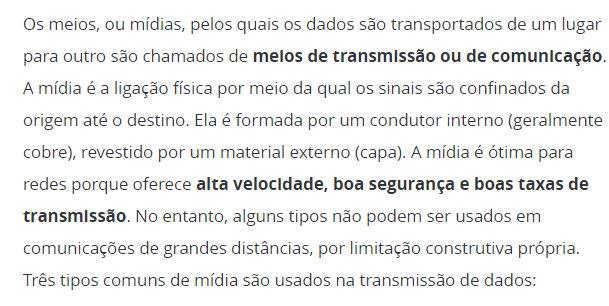 Os meios, ou mídias, pelos quais os dados são transportados de um lugar
para outro são chamados de meios de transmissão ou de comunicação.
A mídia é a ligação física por meio da qual os sinais são confinados da
origem até o destino. Ela é formada por um condutor interno (geralmente
cobre), revestido por um material externo (capa). A mídia é ótima para
redes porque oferece alta velocidade, boa segurança e boas taxas de
transmissão. No entanto, alguns tipos não podem ser usados em
comunicações de grandes distâncias, por limitação construtiva própria.
Três tipos comuns de mídia são usados na transmissão de dados: